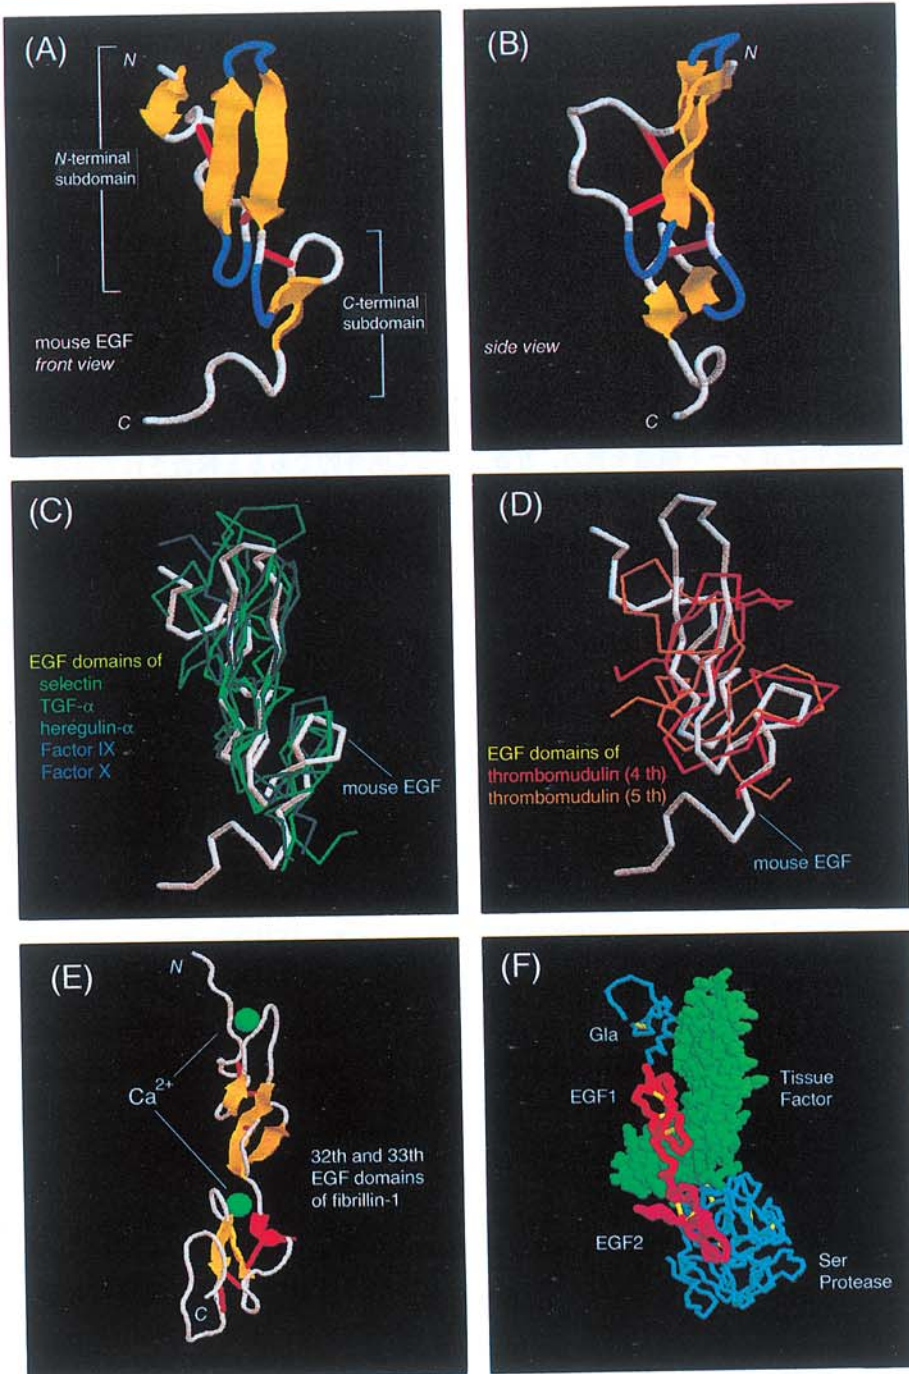 (A)
N
N-terminal
subdomain
C-terminal
subdomain
mouse EGF
front view
C
(B)
N
side view
C
(C)
EGF domains of
selectin
TGF-α
heregulin-α
Factor IX
Factor X
mouse EGF
(D)
EGF domains of
thrombomudulin (4 th)
thrombomudulin (5 th)
mouse EGF
(E)
N
Ca2+
32th and 33th
EGF domains
of fibrillin-1
C
(F)
Gla
EGF1
Tissue
Factor
EGF2
Ser
Protease